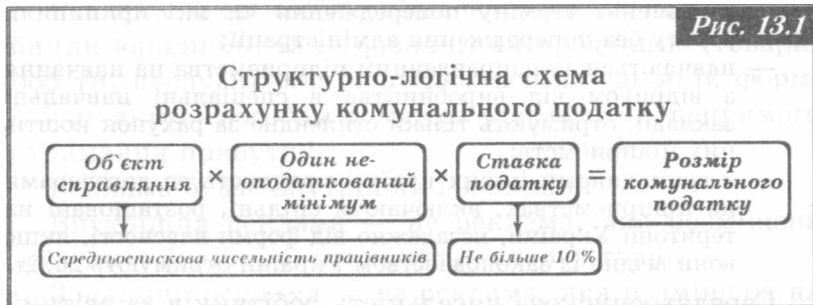 Рис. 13.1
Структурно-логічна схема
розрахунку комунального податку
Об'єкт справляння × Один не- оподаткований мінімум × Ставка податку = Розмір комунального податку
Середньоспискова чисельність працівників
Не більше 10 %